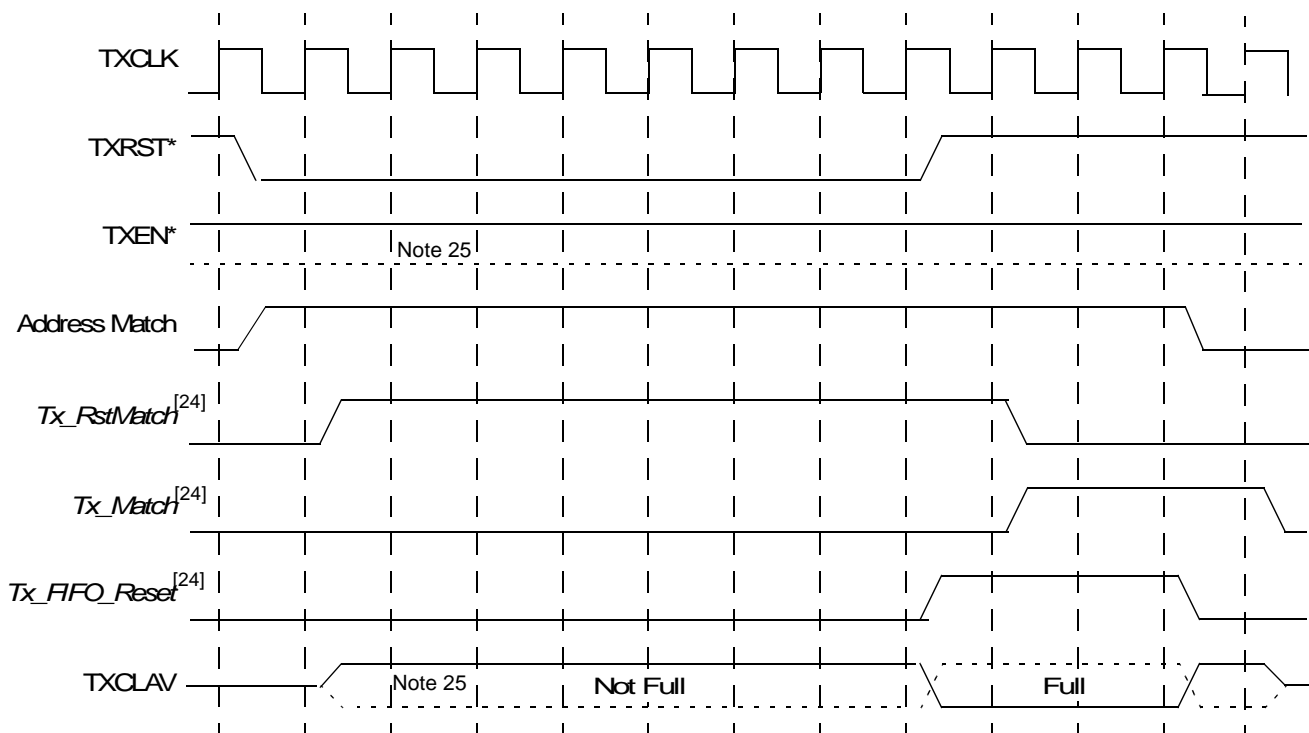 TXCLK
TXRST*
TXEN*
Note 25
Address Match
Tx_RstMatch[24]
Tx_Match[24]
Tx_FIFO_Reset[24]
TXCLAV
Note 25
Not Full
Full